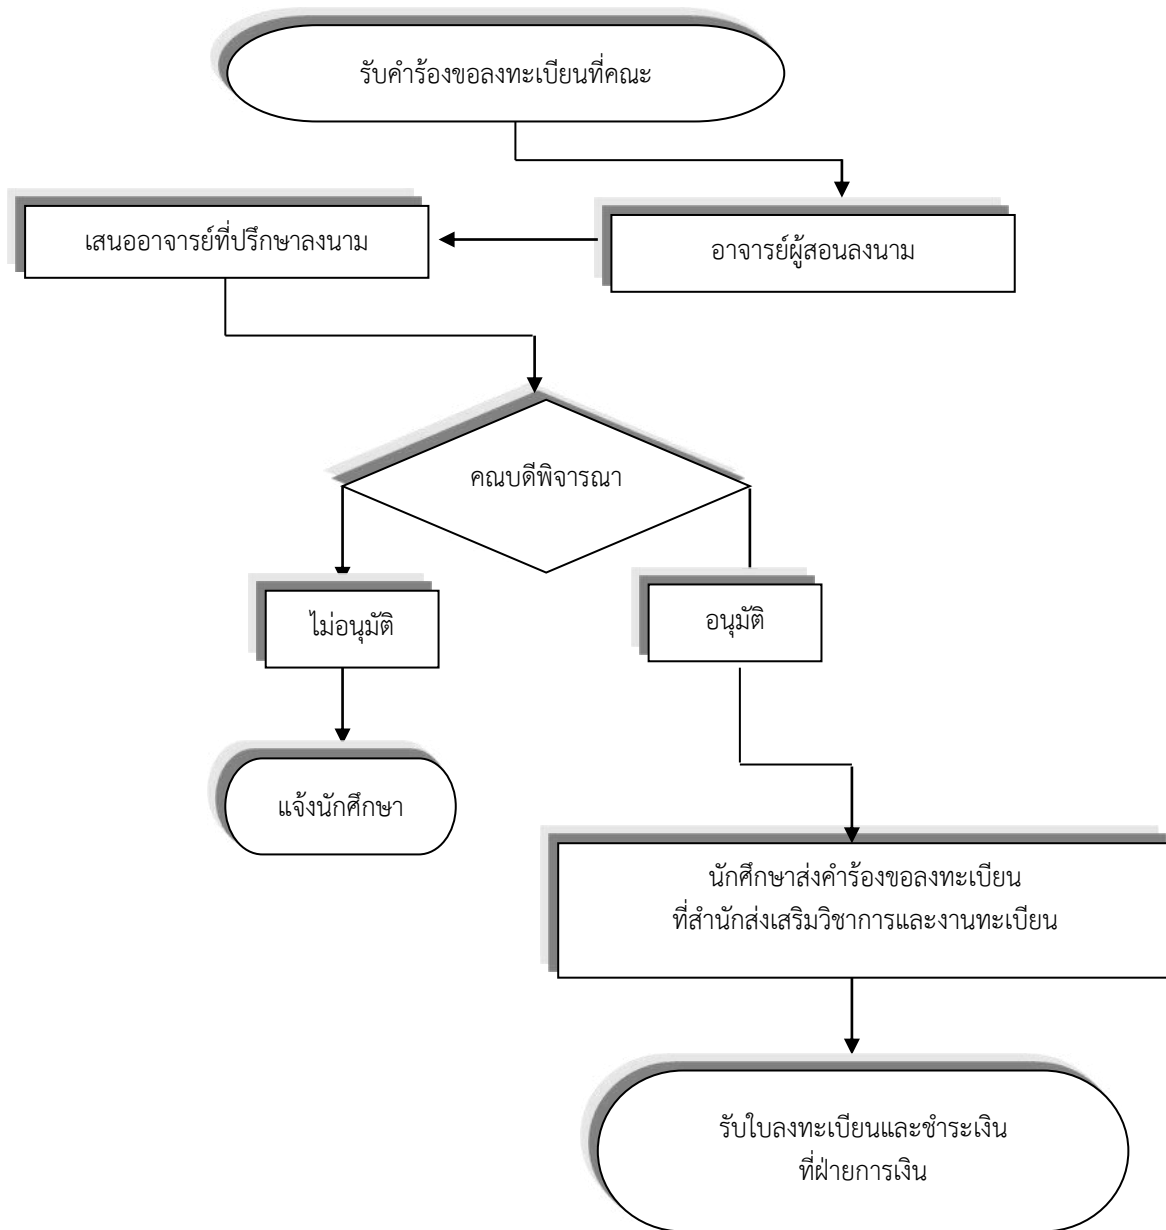 รับคำร้องขอลงทะเบียนที่คณะ
อาจารย์ผู้สอนลงนาม
เสนออาจารย์ที่ปรึกษาลงนาม
คณบดีพิจารณา
ไม่อนุมัติ
อนุมัติ
แจ้งนักศึกษา
นักศึกษาส่งคำร้องขอลงทะเบียน
ที่สำนักส่งเสริมวิชาการและงานทะเบียน
รับใบลงทะเบียนและชำระเงิน
ที่ฝ่ายการเงิน